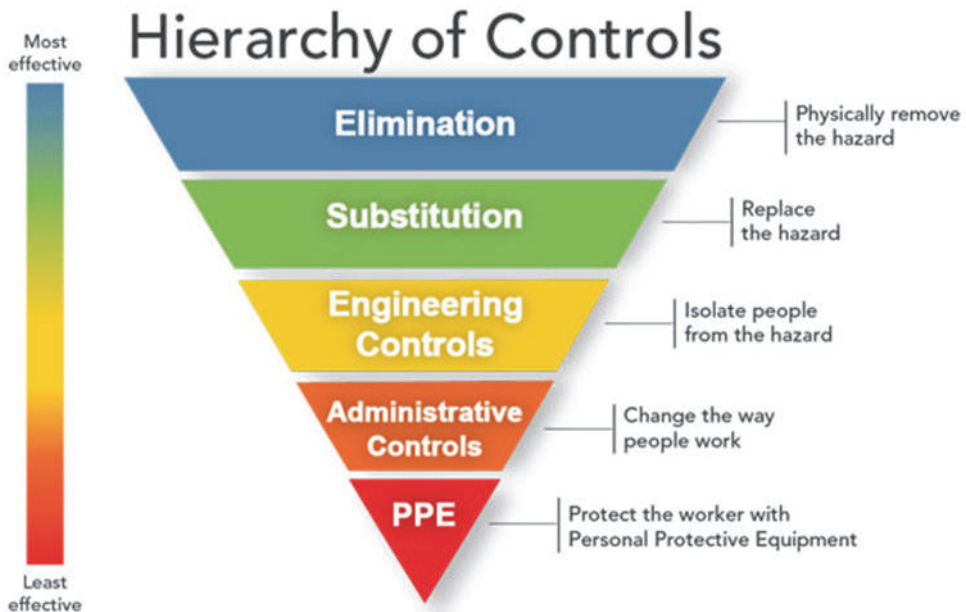 Hierarchy of Controls
Most
effective
Elimination
Physically remove
the hazard
Substitution
Replace
the hazard
Engineering
Controls
Isolate people
from the hazard
Administrative
Controls
Change the way
people work
PPE
Protect the worker with
Personal Protective Equipment
Least
effective